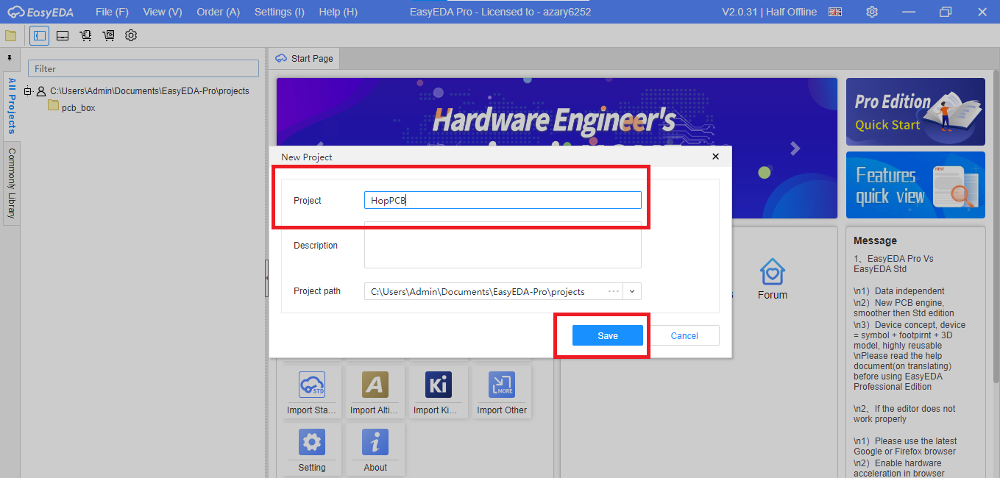 EasyEDA File (F) View (V) Order (A) Settings (I) Help (H) EasyEDA Pro - Licensed to - azary6252 V2.0.31 | Half Offline
All Projects
Commonly Library
Filter
C:\Users\Admin\Documents\EasyEDA-Pro\projects
pcb_box
Start Page
Hardware Engineer's
Pro Edition
Quick Start
NEW
Features
quick view
New Project
Project HopPCB
Description
Project path C:\Users\Admin\Documents\EasyEDA-Pro\projects ···
Save Cancel
Forum
STD
Import Sta...
A
Import Alti...
Ki
Import Ki...
MORE
Import Other
Setting
i
About
Message
1、EasyEDA Pro Vs
EasyEDA Std
\n1）Data independent
\n2）New PCB engine,
smoother then Std edition
\n3）Device concept, device
= symbol + footpirnt + 3D
model, highly reusable
\nPlease read the help
document(on translating)
before using EasyEDA
Professional Edition
\n2、If the editor does not
work properly
\n1）Please use the latest
Google or Firefox browser
\n2）Enable hardware
acceleration in browser